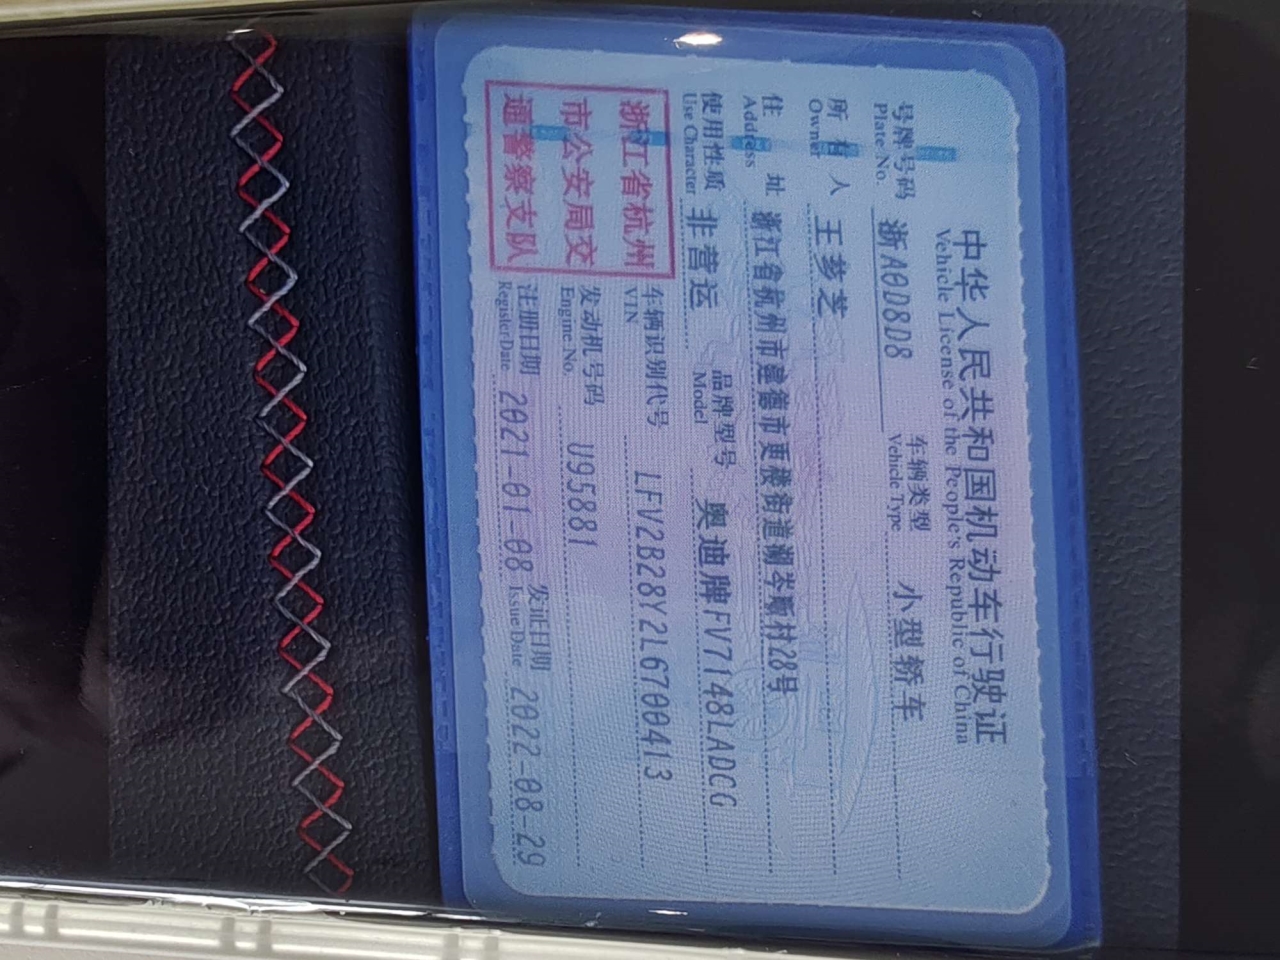 中华人民共和国机动车行驶证
Vehicle License of the People's Republic of China
号牌号码 浙A0D8D8 车辆类型 小型轿车
Plate No. Vehicle Type
所有人 王芗芝
Owner
住址 浙江省杭州市建德市更楼街道湖岑畈村28号
Address
使用性质 非营运 品牌型号 奥迪牌FV7148LADCG
Use Character Model
浙江省杭州
市公安局交
通警察支队
车辆识别代号 LFV2B28Y2L6700413
VIN
发动机号码 U95881
Engine No.
注册日期 2021-01-08 发证日期 2022-08-29
Register Date Issue Date